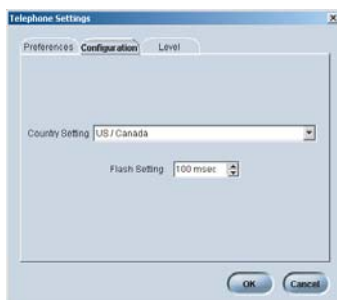 Telephone Settings
Preferences Configuration Level
Country Setting US / Canada
Flash Setting 100 msec
OK Cancel